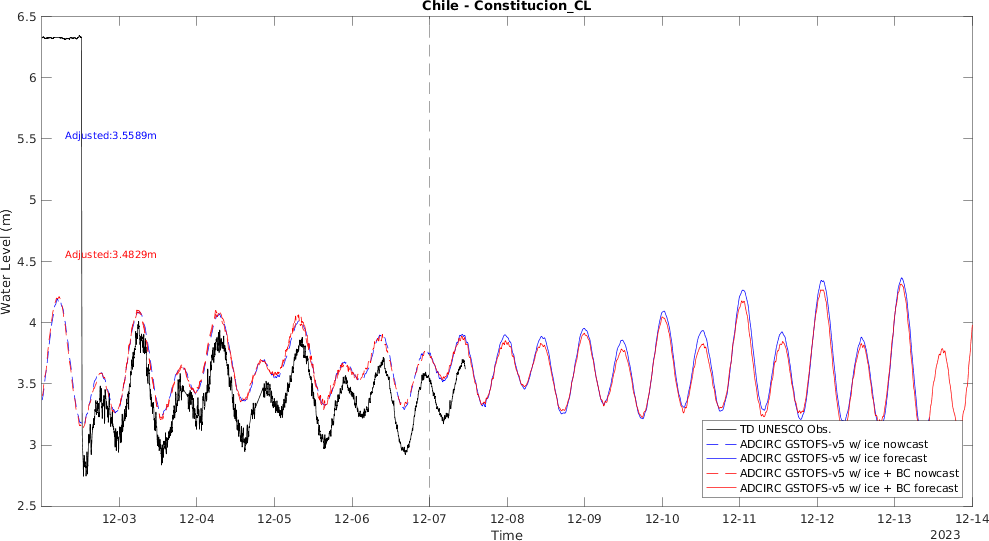 Chile - Constitucion_CL
6.5
6
5.5
5
4.5
4
3.5
3
2.5
Water Level (m)
Adjusted:3.5589m
Adjusted:3.4829m
TD UNESCO Obs.
ADCIRC GSTOFS-v5 w/ ice nowcast
ADCIRC GSTOFS-v5 w/ ice forecast
ADCIRC GSTOFS-v5 w/ ice + BC nowcast
ADCIRC GSTOFS-v5 w/ ice + BC forecast
12-03 12-04 12-05 12-06 12-07 12-08 12-09 12-10 12-11 12-12 12-13 12-14
Time
2023